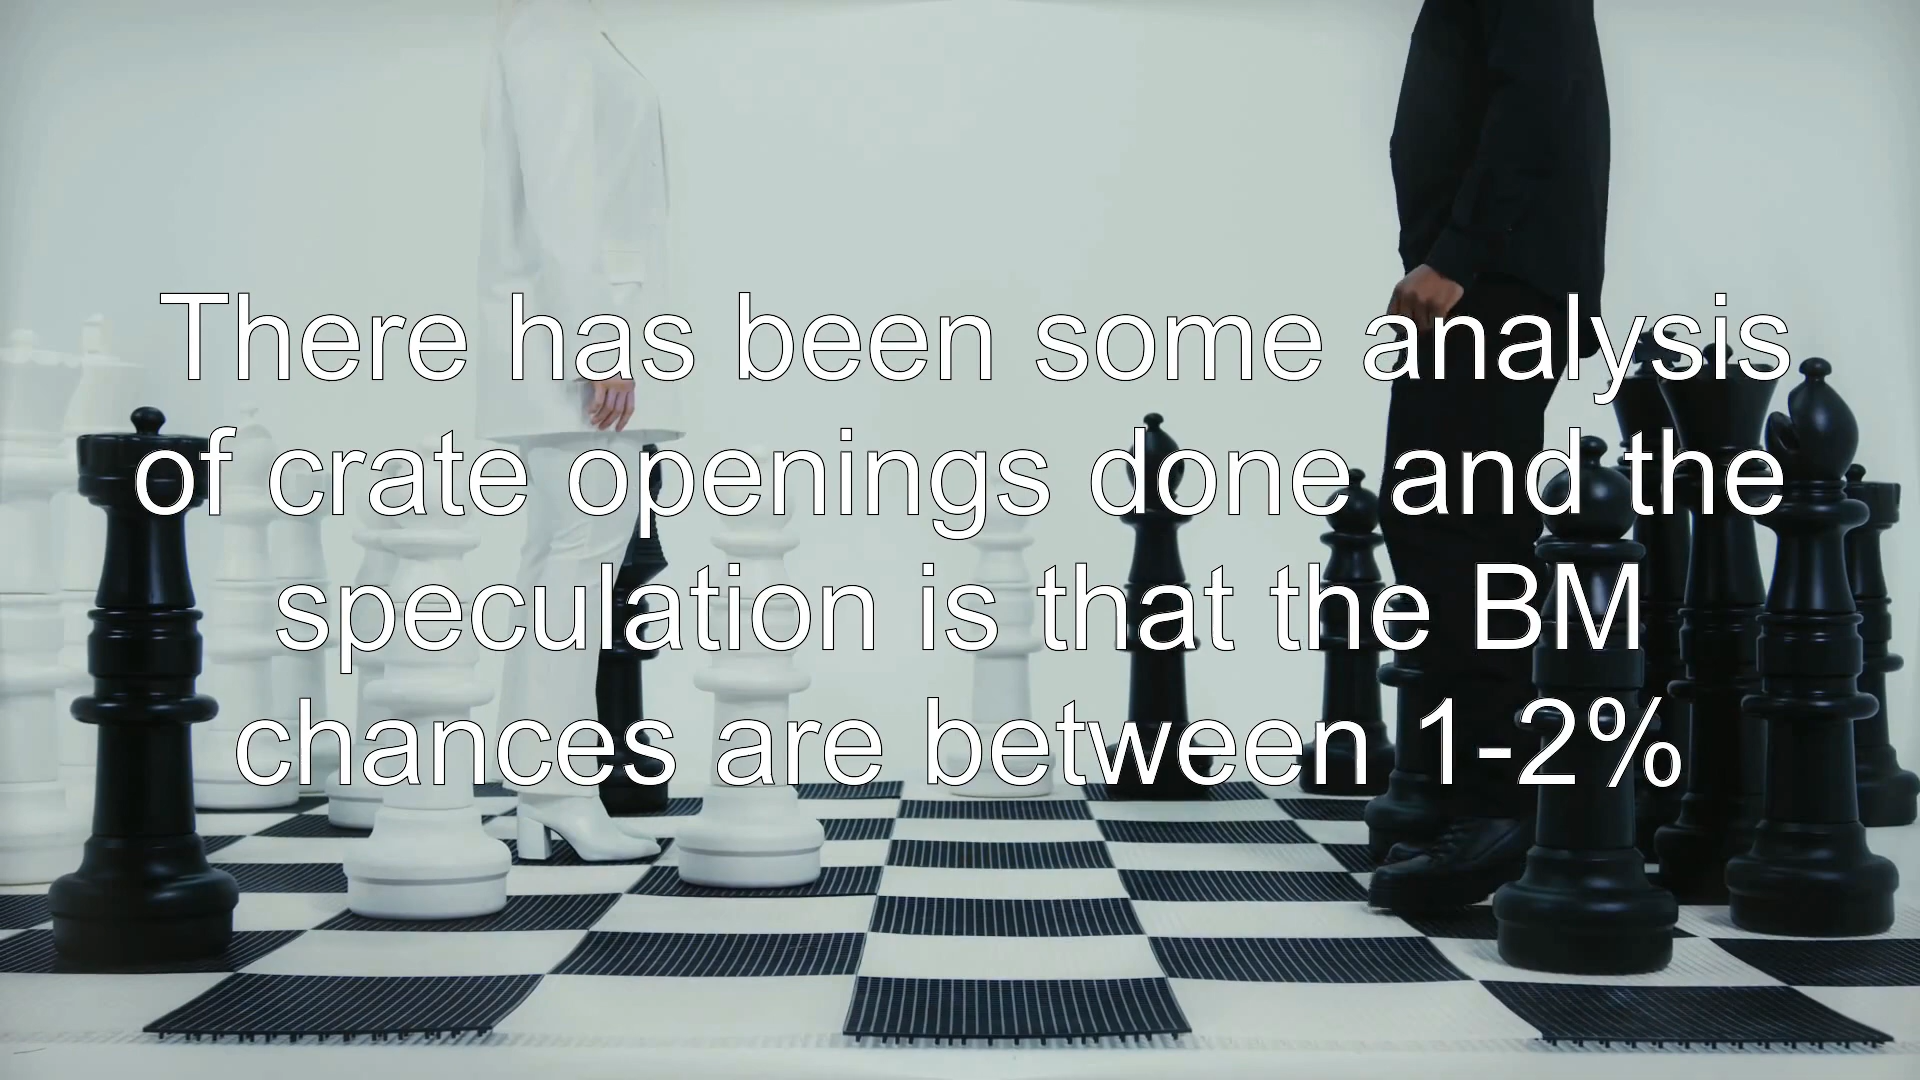 There has been some analysis
of crate openings done and the
speculation is that the BM
chances are between 1-2%